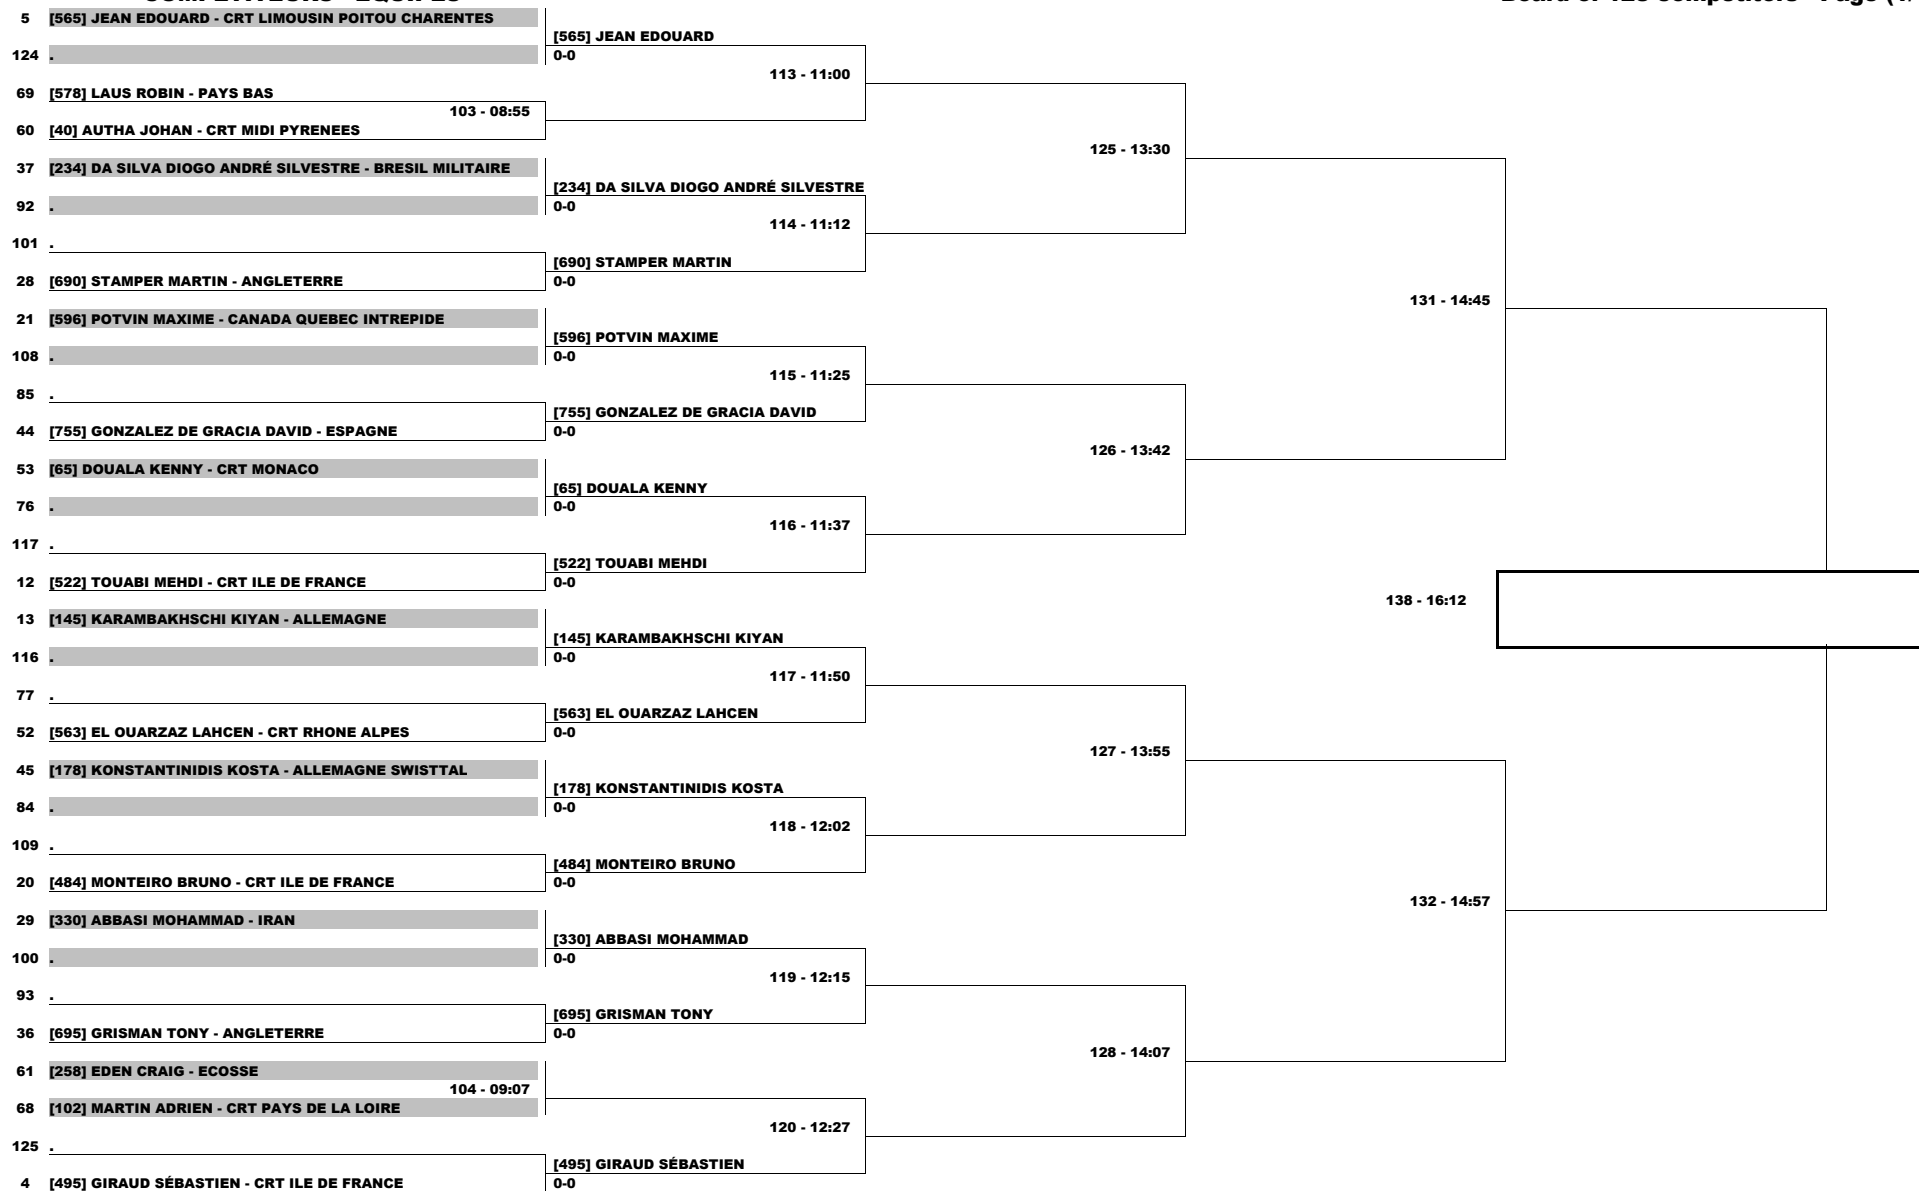 5 [565] JEAN EDOUARD - CRT LIMOUSIN POITOU CHARENTES
[565] JEAN EDOUARD
124 . 0-0
113 - 11:00
69 [578] LAUS ROBIN - PAYS BAS
103 - 08:55
60 [40] AUTHA JOHAN - CRT MIDI PYRENEES
125 - 13:30
37 [234] DA SILVA DIOGO ANDRÉ SILVESTRE - BRESIL MILITAIRE
[234] DA SILVA DIOGO ANDRÉ SILVESTRE
92 . 0-0
114 - 11:12
101 .
[690] STAMPER MARTIN
28 [690] STAMPER MARTIN - ANGLETERRE 0-0
131 - 14:45
21 [596] POTVIN MAXIME - CANADA QUEBEC INTREPIDE
[596] POTVIN MAXIME
108 . 0-0
115 - 11:25
85 .
[755] GONZALEZ DE GRACIA DAVID
44 [755] GONZALEZ DE GRACIA DAVID - ESPAGNE 0-0
126 - 13:42
53 [65] DOUALA KENNY - CRT MONACO
[65] DOUALA KENNY
76 . 0-0
116 - 11:37
117 .
[522] TOUABI MEHDI
12 [522] TOUABI MEHDI - CRT ILE DE FRANCE 0-0
138 - 16:12
13 [145] KARAMBAKHSCHI KIYAN - ALLEMAGNE
[145] KARAMBAKHSCHI KIYAN
116 . 0-0
117 - 11:50
77 .
[563] EL OUARZAZ LAHCEN
52 [563] EL OUARZAZ LAHCEN - CRT RHONE ALPES 0-0
127 - 13:55
45 [178] KONSTANTINIDIS KOSTA - ALLEMAGNE SWISTTAL
[178] KONSTANTINIDIS KOSTA
84 . 0-0
118 - 12:02
109 .
[484] MONTEIRO BRUNO
20 [484] MONTEIRO BRUNO - CRT ILE DE FRANCE 0-0
132 - 14:57
29 [330] ABBASI MOHAMMAD - IRAN
[330] ABBASI MOHAMMAD
100 . 0-0
119 - 12:15
93 .
[695] GRISMAN TONY
36 [695] GRISMAN TONY - ANGLETERRE 0-0
128 - 14:07
61 [258] EDEN CRAIG - ECOSSE
104 - 09:07
68 [102] MARTIN ADRIEN - CRT PAYS DE LA LOIRE
120 - 12:27
125 .
[495] GIRAUD SÉBASTIEN
4 [495] GIRAUD SÉBASTIEN - CRT ILE DE FRANCE 0-0